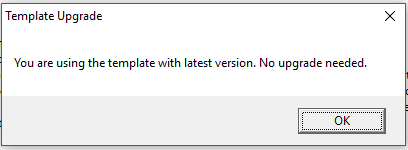 Template Upgrade
You are using the template with latest version. No upgrade needed.
OK